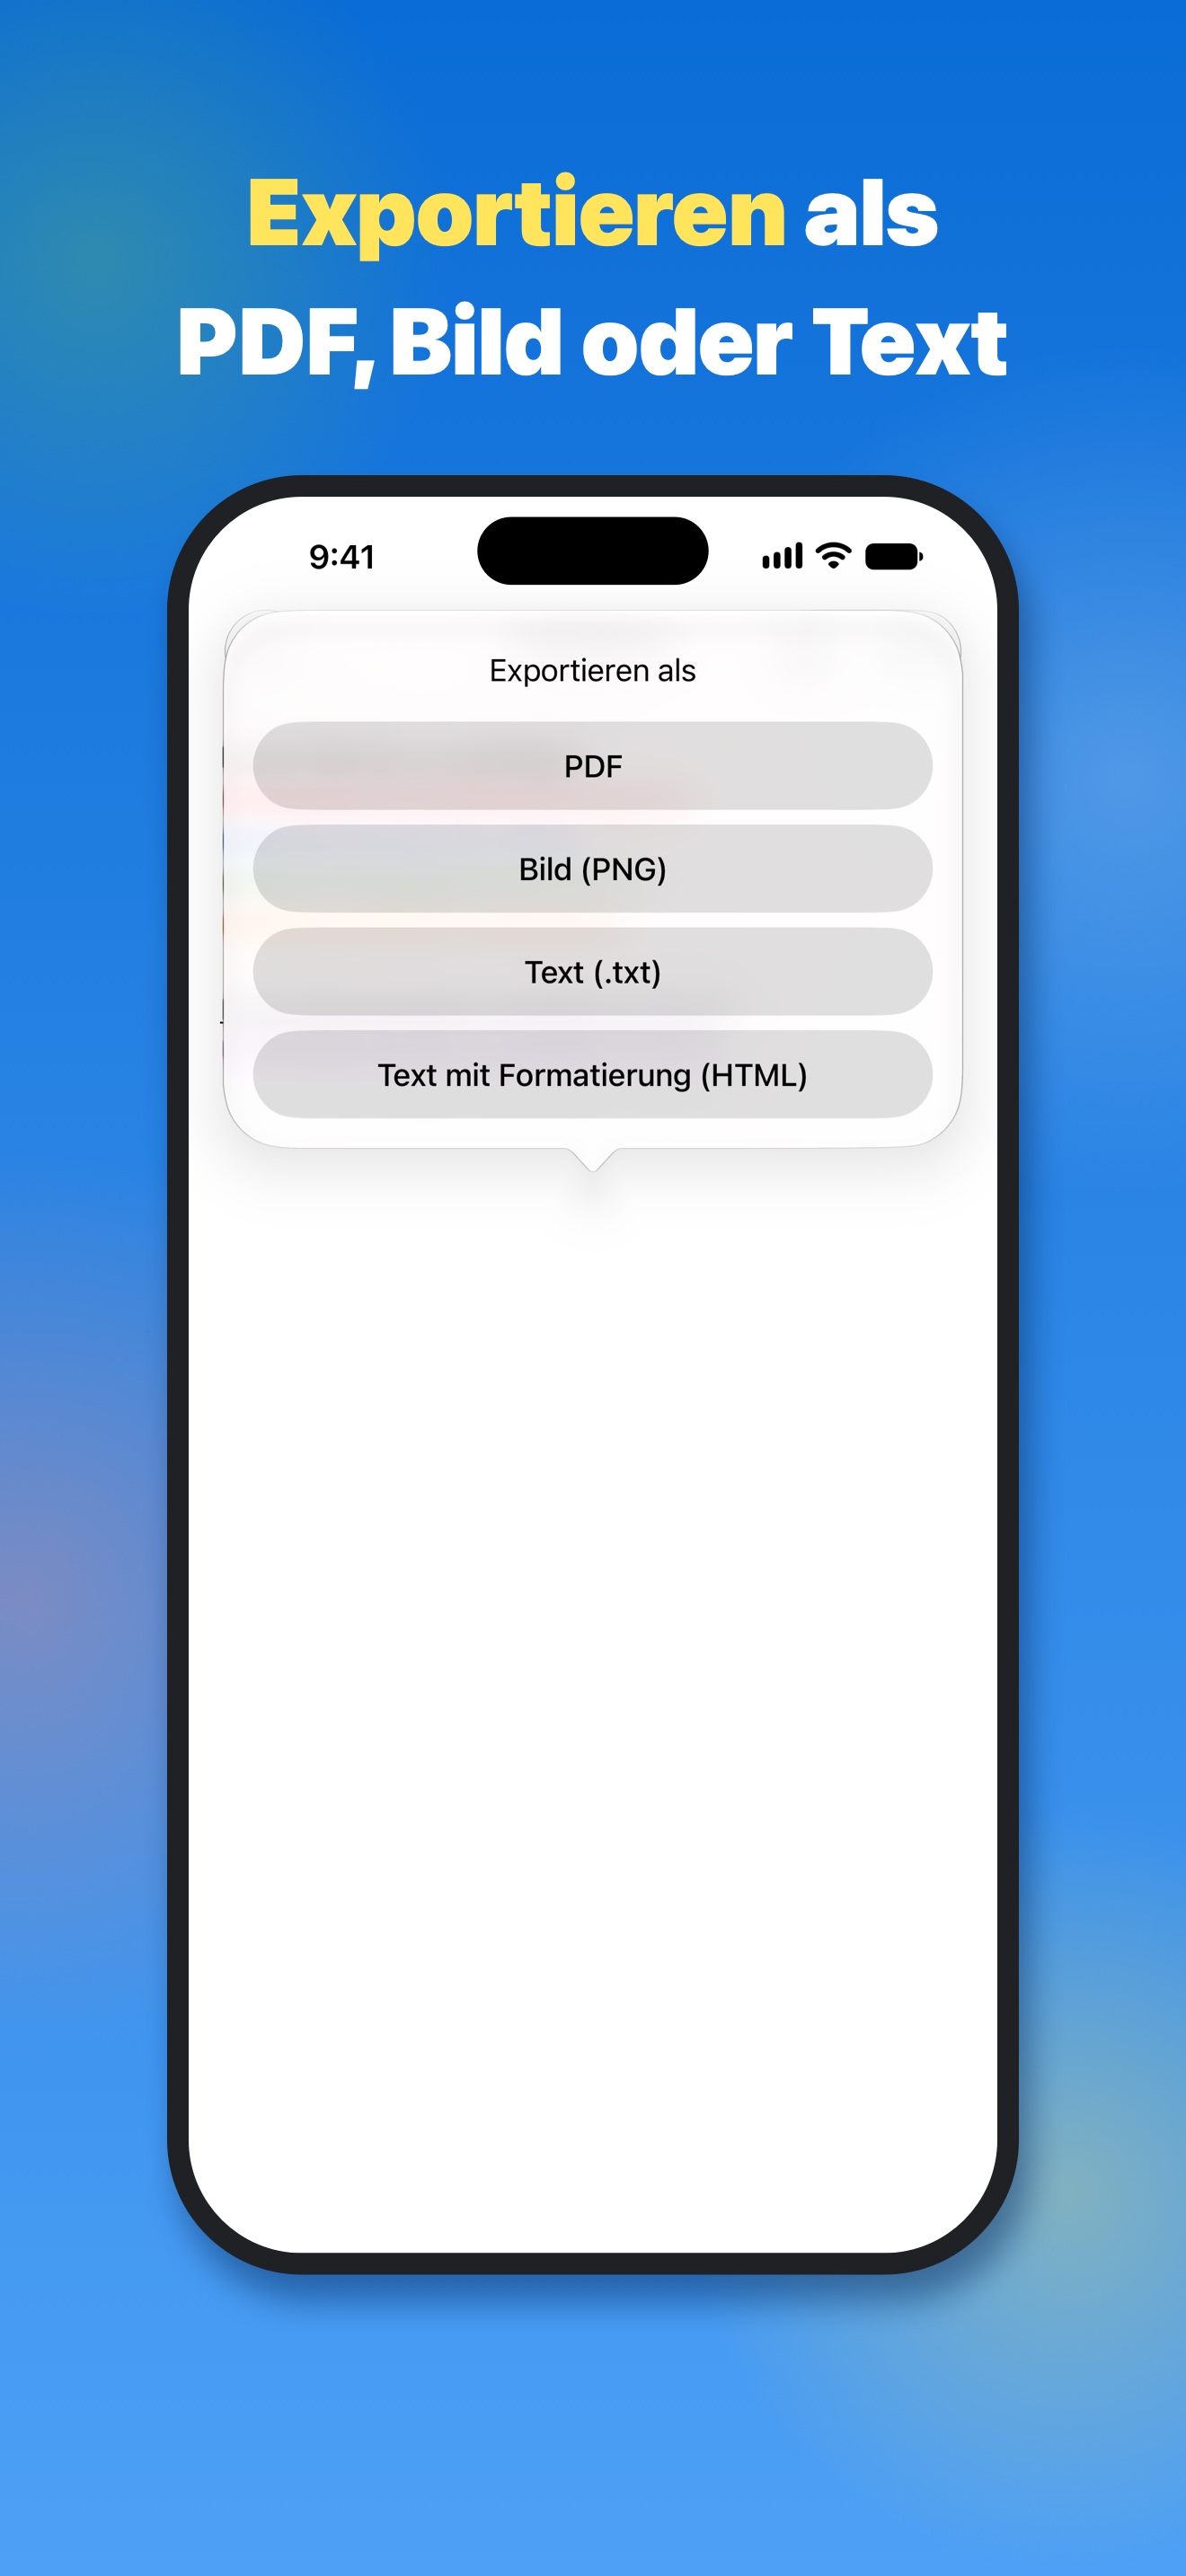 Exportieren als
PDF, Bild oder Text
9:41
Exportieren als
PDF
Bild (PNG)
Text (.txt)
Text mit Formatierung (HTML)